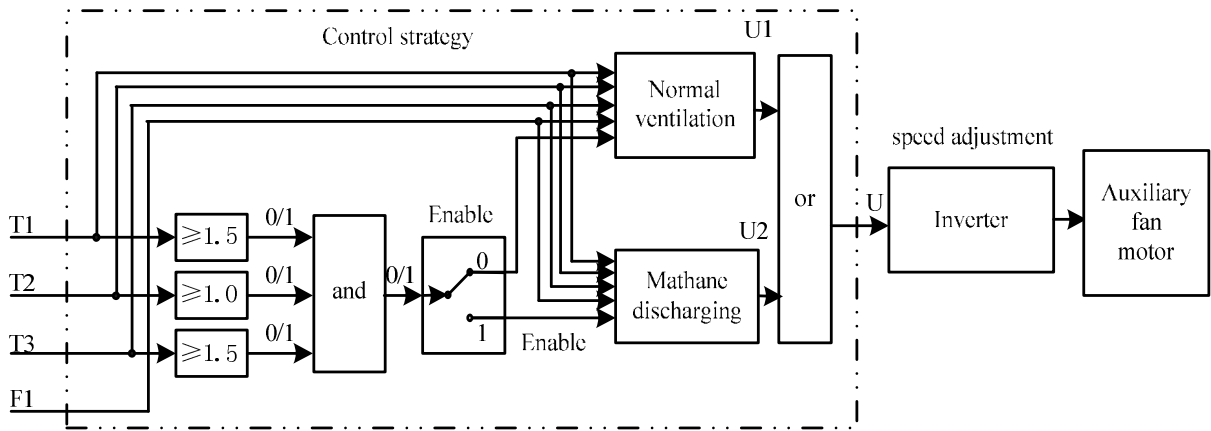 Control strategy
U1
Normal
ventilation
speed adjustment
or
U
Inverter
Auxiliary
fan
motor
T1
≥1.5
0/1
Enable
0
U2
T2
≥1.0
0/1
and
0/1
Mathane
discharging
1
Enable
T3
≥1.5
0/1
F1